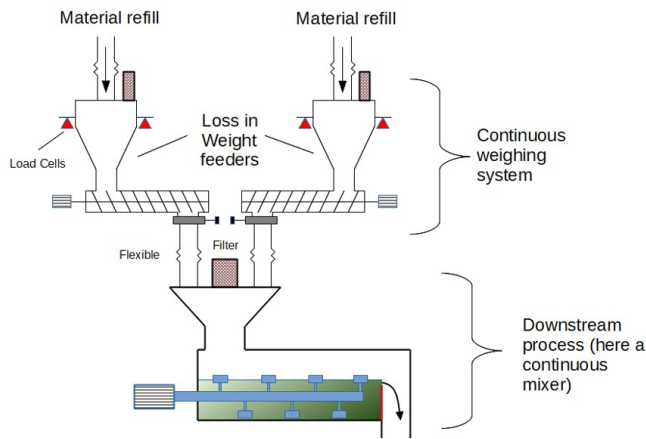 Material refill
Material refill
Loss in
Weight
feeders
Load Cells
Continuous
weighing
system
Flexible
Filter
Downstream
process (here a
continuous
mixer)